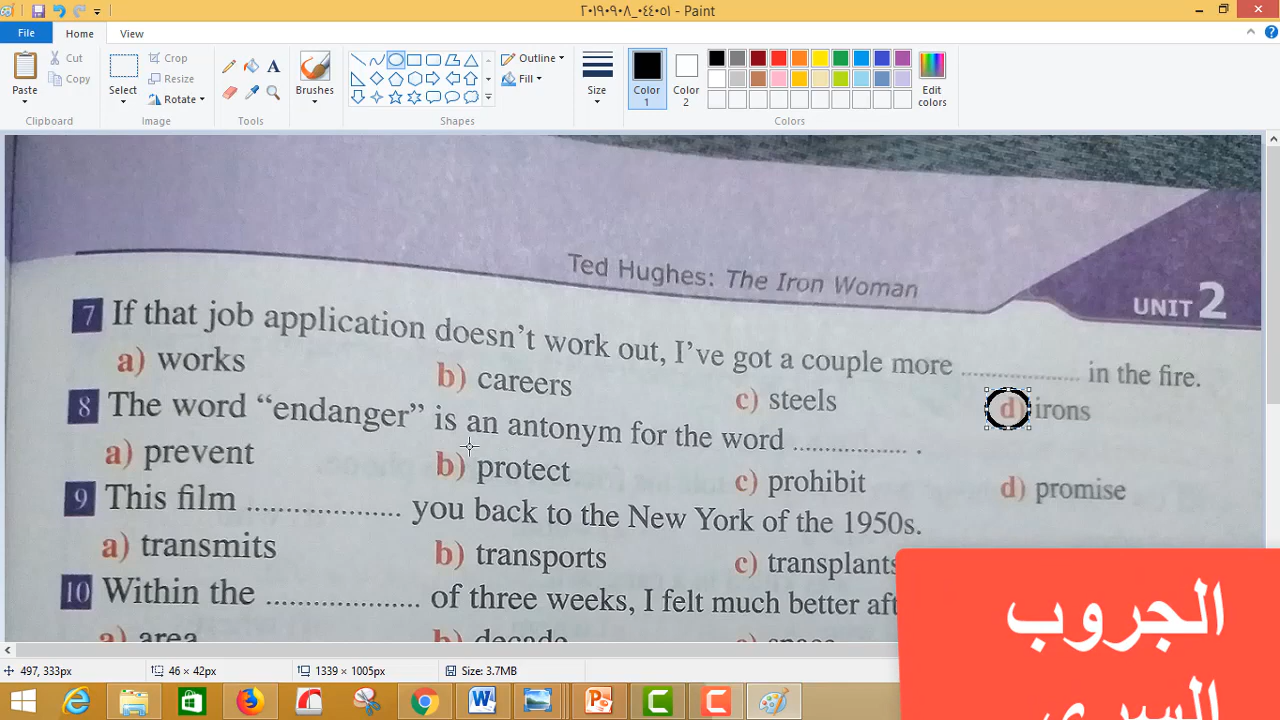 ٢٠١٩٠٩٠٨_٠٤٤٠٥١ - Paint
File Home View
Paste
Cut
Copy
Clipboard
Select
Crop
Resize
Rotate
Image
Tools
Brushes
Shapes
Outline
Fill
Size
Color 1
Color 2
Colors
Edit colors
Ted Hughes: The Iron Woman
UNIT 2
7 If that job application doesn't work out, I've got a couple more .................... in the fire.
a) works b) careers c) steels d) irons
8 The word "endanger" is an antonym for the word .................... .
a) prevent b) protect c) prohibit d) promise
9 This film .................... you back to the New York of the 1950s.
a) transmits b) transports c) transplants
10 Within the .................... of three weeks, I felt much better aft
a) area b) decade c) space
الجروب
السري
497, 333px 46 × 42px 1339 × 1005px Size: 3.7MB